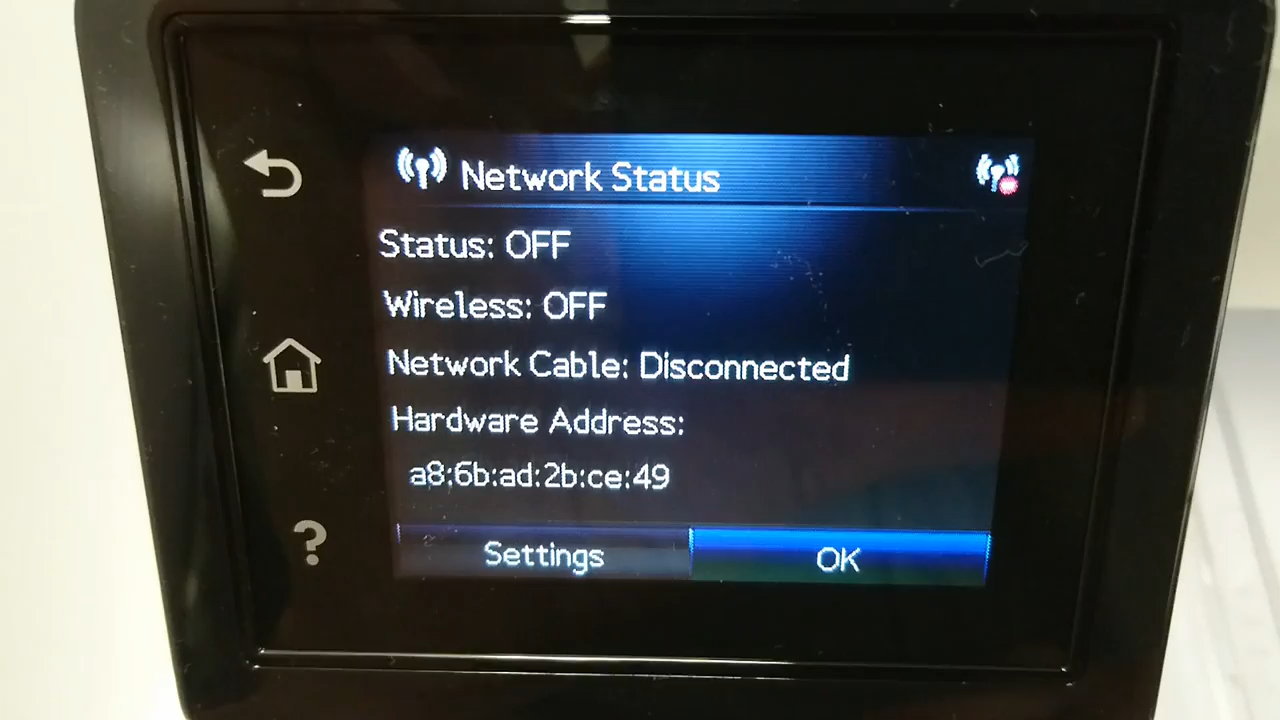 Network Status
Status: OFF
Wireless: OFF
Network Cable: Disconnected
Hardware Address:
a8:6b:ad:2b:ce:49
Settings OK
?